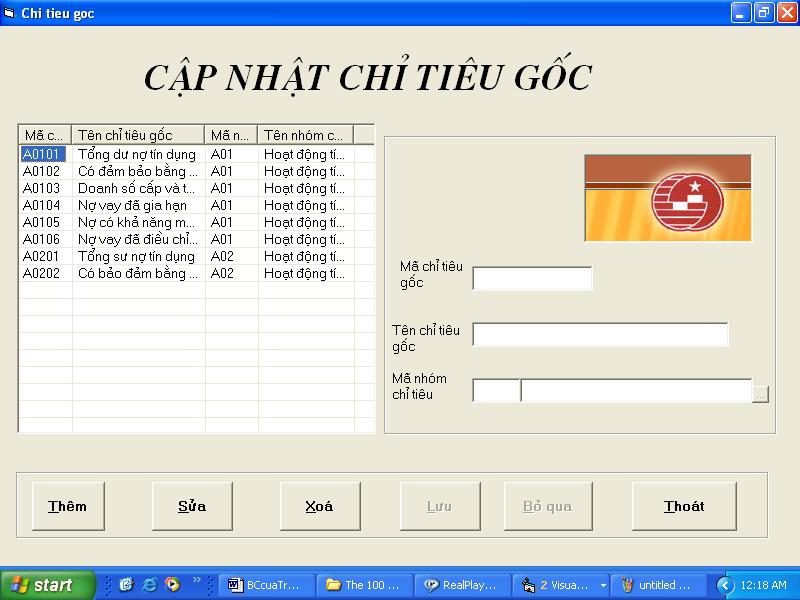 Chi tieu goc
CẬP NHẬT CHỈ TIÊU GỐC
Mã c... Tên chỉ tiêu gốc Mã n... Tên nhóm c...
A0101 Tổng dư nợ tín dụng A01 Hoạt động tí...
A0102 Có đảm bảo bằng ... A01 Hoạt động tí...
A0103 Doanh số cấp và t... A01 Hoạt động tí...
A0104 Nợ vay đã gia hạn A01 Hoạt động tí...
A0105 Nợ có khả năng m... A01 Hoạt động tí...
A0106 Nợ vay đã điều chỉ... A01 Hoạt động tí...
A0201 Tổng sư nợ tín dụng A02 Hoạt động tí...
A0202 Có bảo đảm bằng ... A02 Hoạt động tí...
Mã chỉ tiêu
gốc
Tên chỉ tiêu
gốc
Mã nhóm
chỉ tiêu
...
Thêm Sửa Xoá Lưu Bỏ qua Thoát
start BCcuaTr... The 100 ... RealPlay... 2 Visua... untitled ... 12:18 AM